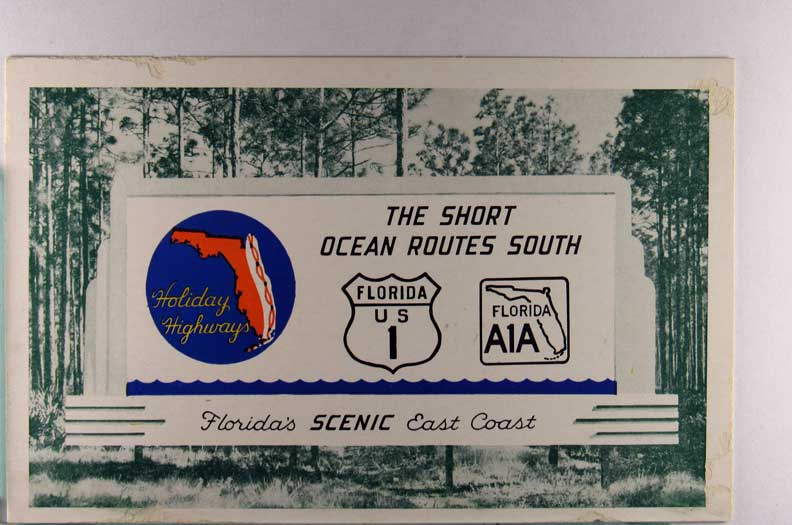 THE SHORT
OCEAN ROUTES SOUTH
Holiday
Highways
FLORIDA
US
1
FLORIDA
A1A
Florida's SCENIC East Coast